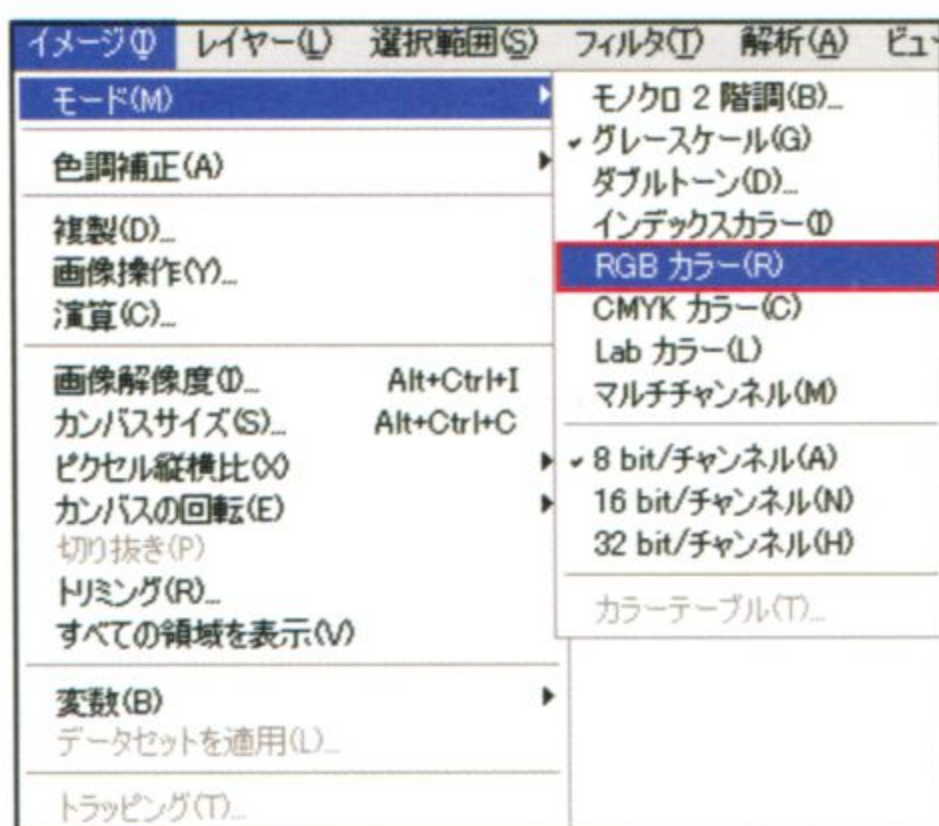 イメージ(I) レイヤー(L) 選択範囲(S) フィルタ(T) 解析(A) ビュー
モード(M)
色調補正(A)
複製(D)...
画像操作(Y)...
演算(C)...
画像解像度(I)... Alt+Ctrl+I
カンバスサイズ(S)... Alt+Ctrl+C
ピクセル縦横比(X)
カンバスの回転(E)
切り抜き(P)
トリミング(R)...
すべての領域を表示(V)
変数(B)
データセットを適用(L)...
トラッピング(T)...
モノクロ 2 階調(B)...
グレースケール(G)
ダブルトーン(D)...
インデックスカラー(I)
RGB カラー(R)
CMYK カラー(C)
Lab カラー(L)
マルチチャンネル(M)
8 bit/チャンネル(A)
16 bit/チャンネル(N)
32 bit/チャンネル(H)
カラーテーブル(T)...